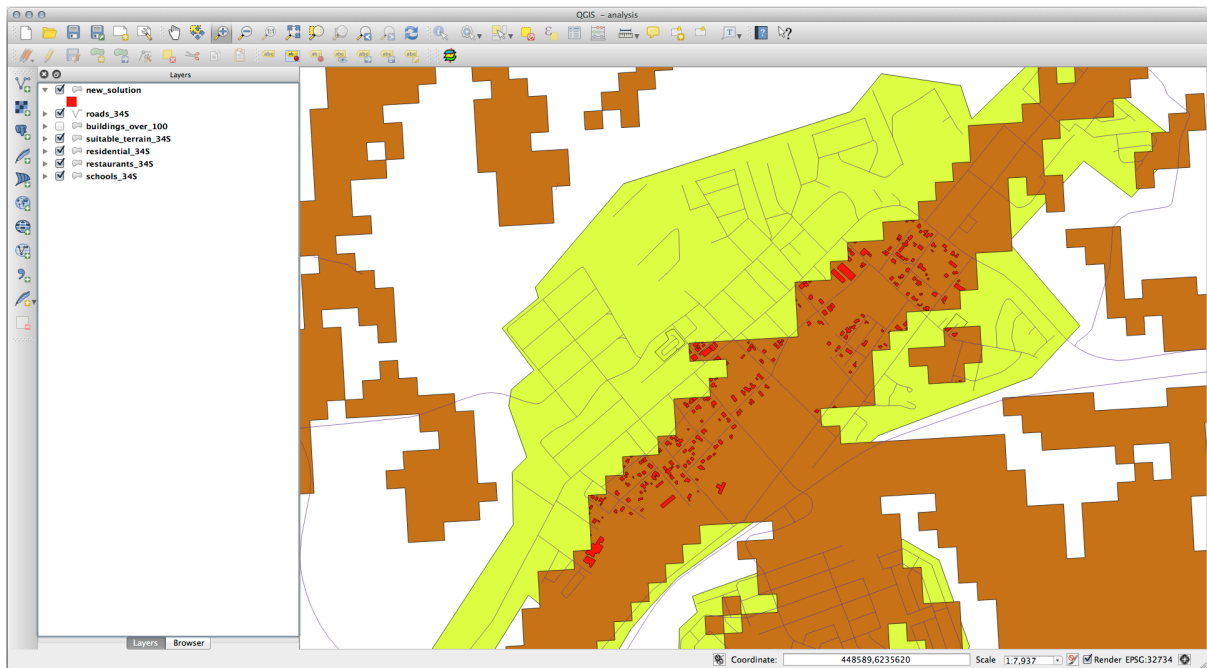 QGIS - analysis
Layers
new_solution
roads_34S
buildings_over_100
suitable_terrain_34S
residential_34S
restaurants_34S
schools_34S
Layers
Browser
Coordinate:
448589,6235620
Scale
1:7,937
Render
EPSG:32734